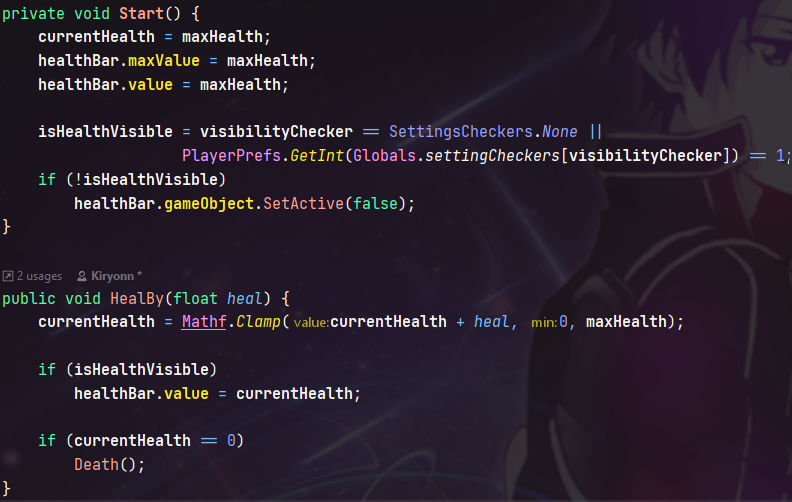 private void Start() {
    currentHealth = maxHealth;
    healthBar.maxValue = maxHealth;
    healthBar.value = maxHealth;

    isHealthVisible = visibilityChecker == SettingsCheckers.None ||
                      PlayerPrefs.GetInt(Globals.settingCheckers[visibilityChecker]) == 1;
    if (!isHealthVisible)
        healthBar.gameObject.SetActive(false);
}

2 usages Kiryonn *
public void HealBy(float heal) {
    currentHealth = Mathf.Clamp( value: currentHealth + heal, min: 0, maxHealth);

    if (isHealthVisible)
        healthBar.value = currentHealth;

    if (currentHealth == 0)
        Death();
}